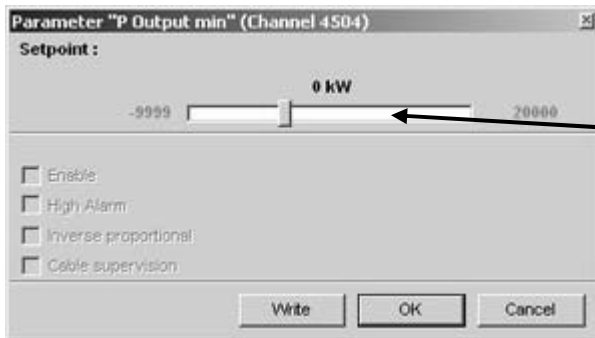 Parameter "P Output min" (Channel 4504)
Setpoint :
0 kW
-9999 20000
Enable
High Alarm
Inverse proportional
Cable supervision
Write OK Cancel